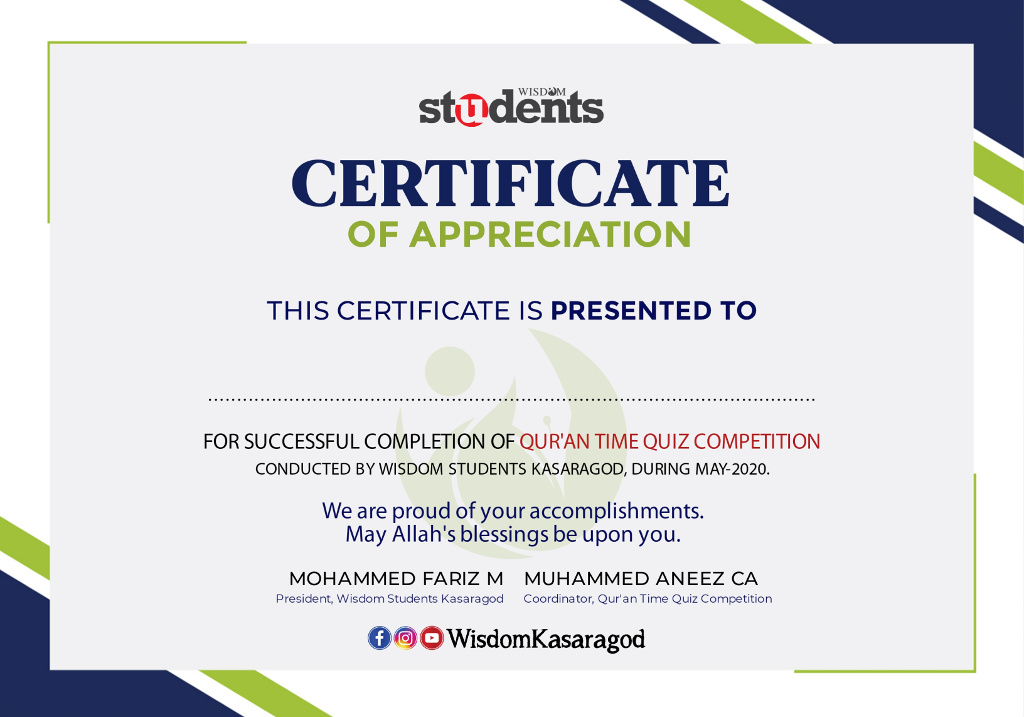 WISDOM
students
CERTIFICATE
OF APPRECIATION
THIS CERTIFICATE IS PRESENTED TO
FOR SUCCESSFUL COMPLETION OF QUR'AN TIME QUIZ COMPETITION
CONDUCTED BY WISDOM STUDENTS KASARAGOD, DURING MAY-2020.
We are proud of your accomplishments.
May Allah's blessings be upon you.
MOHAMMED FARIZ M MUHAMMED ANEEZ CA
President, Wisdom Students Kasaragod Coordinator, Qur'an Time Quiz Competition
WisdomKasaragod